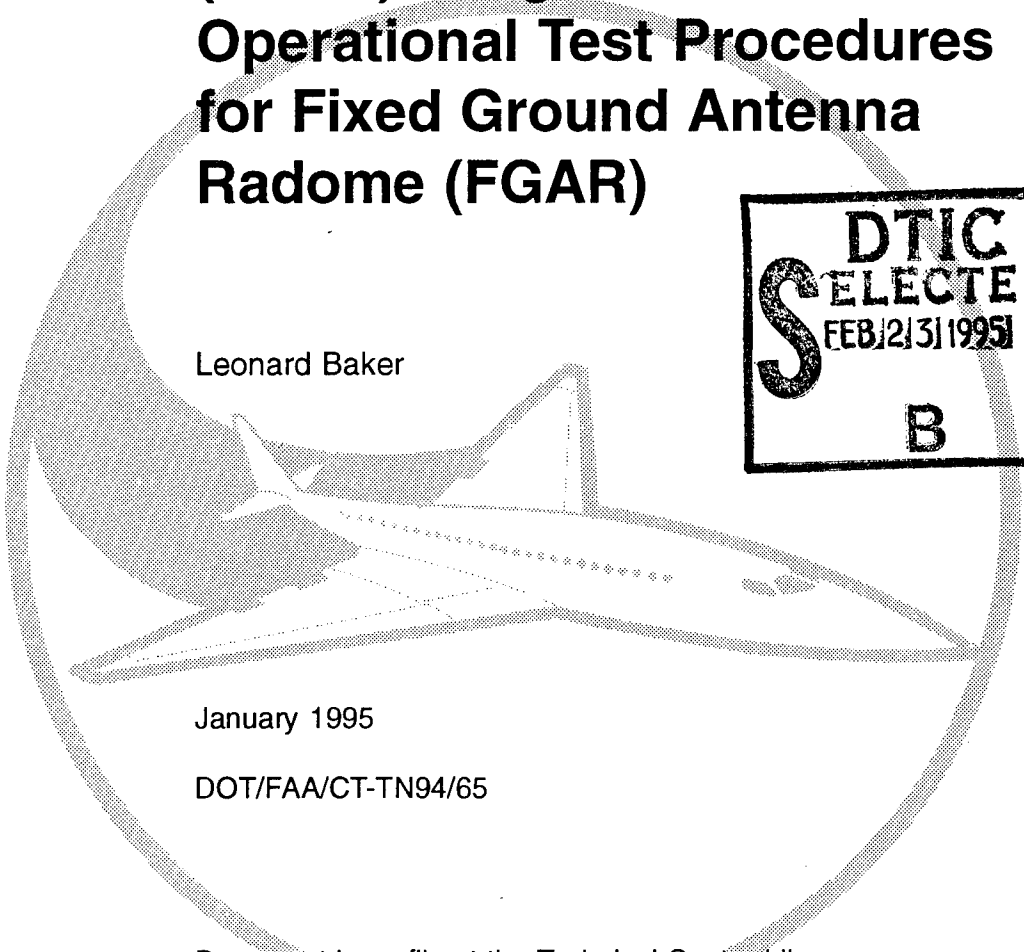 Operational Test Procedures
for Fixed Ground Antenna
Radome (FGAR)
DTIC
SELECTE
FEB 23 1995
B
Leonard Baker
January 1995
DOT/FAA/CT-TN94/65